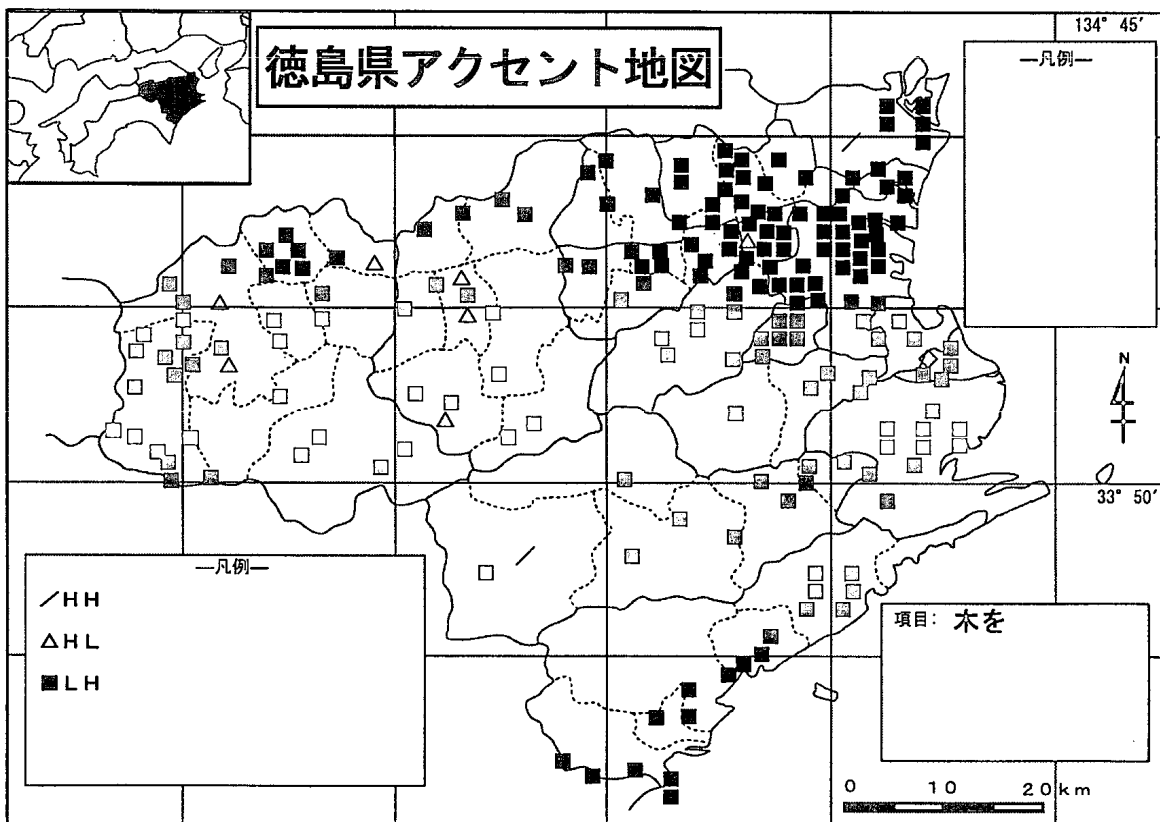 徳島県アクセント地図
134° 45′
―凡例―
N
33° 50′
―凡例―
/HH
△HL
■LH
項目: 木を
0 10 20km